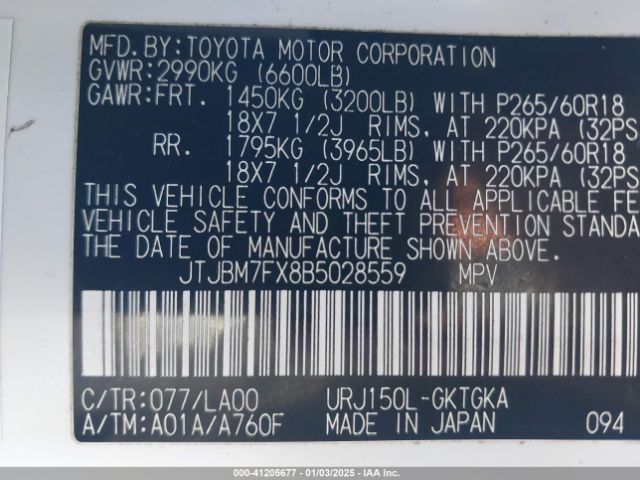 MFD.BY:TOYOTA MOTOR CORPORATION
GVWR:2990KG (6600LB)
GAWR:FRT. 1450KG (3200LB) WITH P265/60R18
18X7 1/2J RIMS, AT 220KPA (32PS
RR. 1795KG (3965LB) WITH P265/60R18
18X7 1/2J RIMS, AT 220KPA (32PS
THIS VEHICLE CONFORMS TO ALL APPLICABLE FE
VEHICLE SAFETY AND THEFT PREVENTION STANDA
THE DATE OF MANUFACTURE SHOWN ABOVE.
JTJBM7FX8B5028559 MPV
C/TR:077/LA00 URJ150L-GKTGKA
A/TM:A01A/A760F MADE IN JAPAN 094
000-41205677 - 01/03/2025 - IAA Inc.